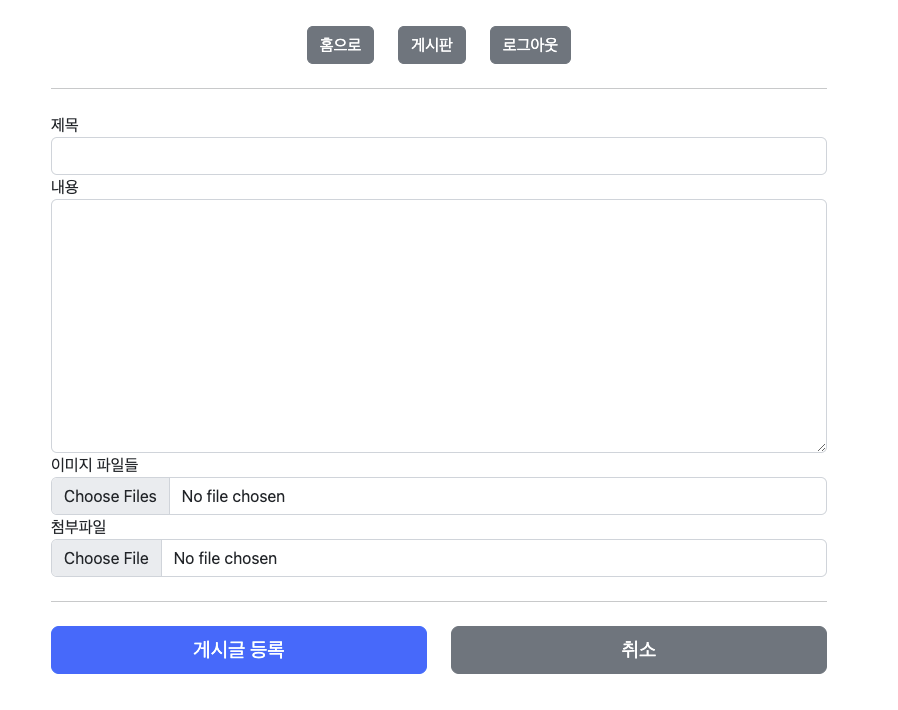 홈으로 게시판 로그아웃
제목
내용
이미지 파일들
Choose Files No file chosen
첨부파일
Choose File No file chosen
게시글 등록 취소